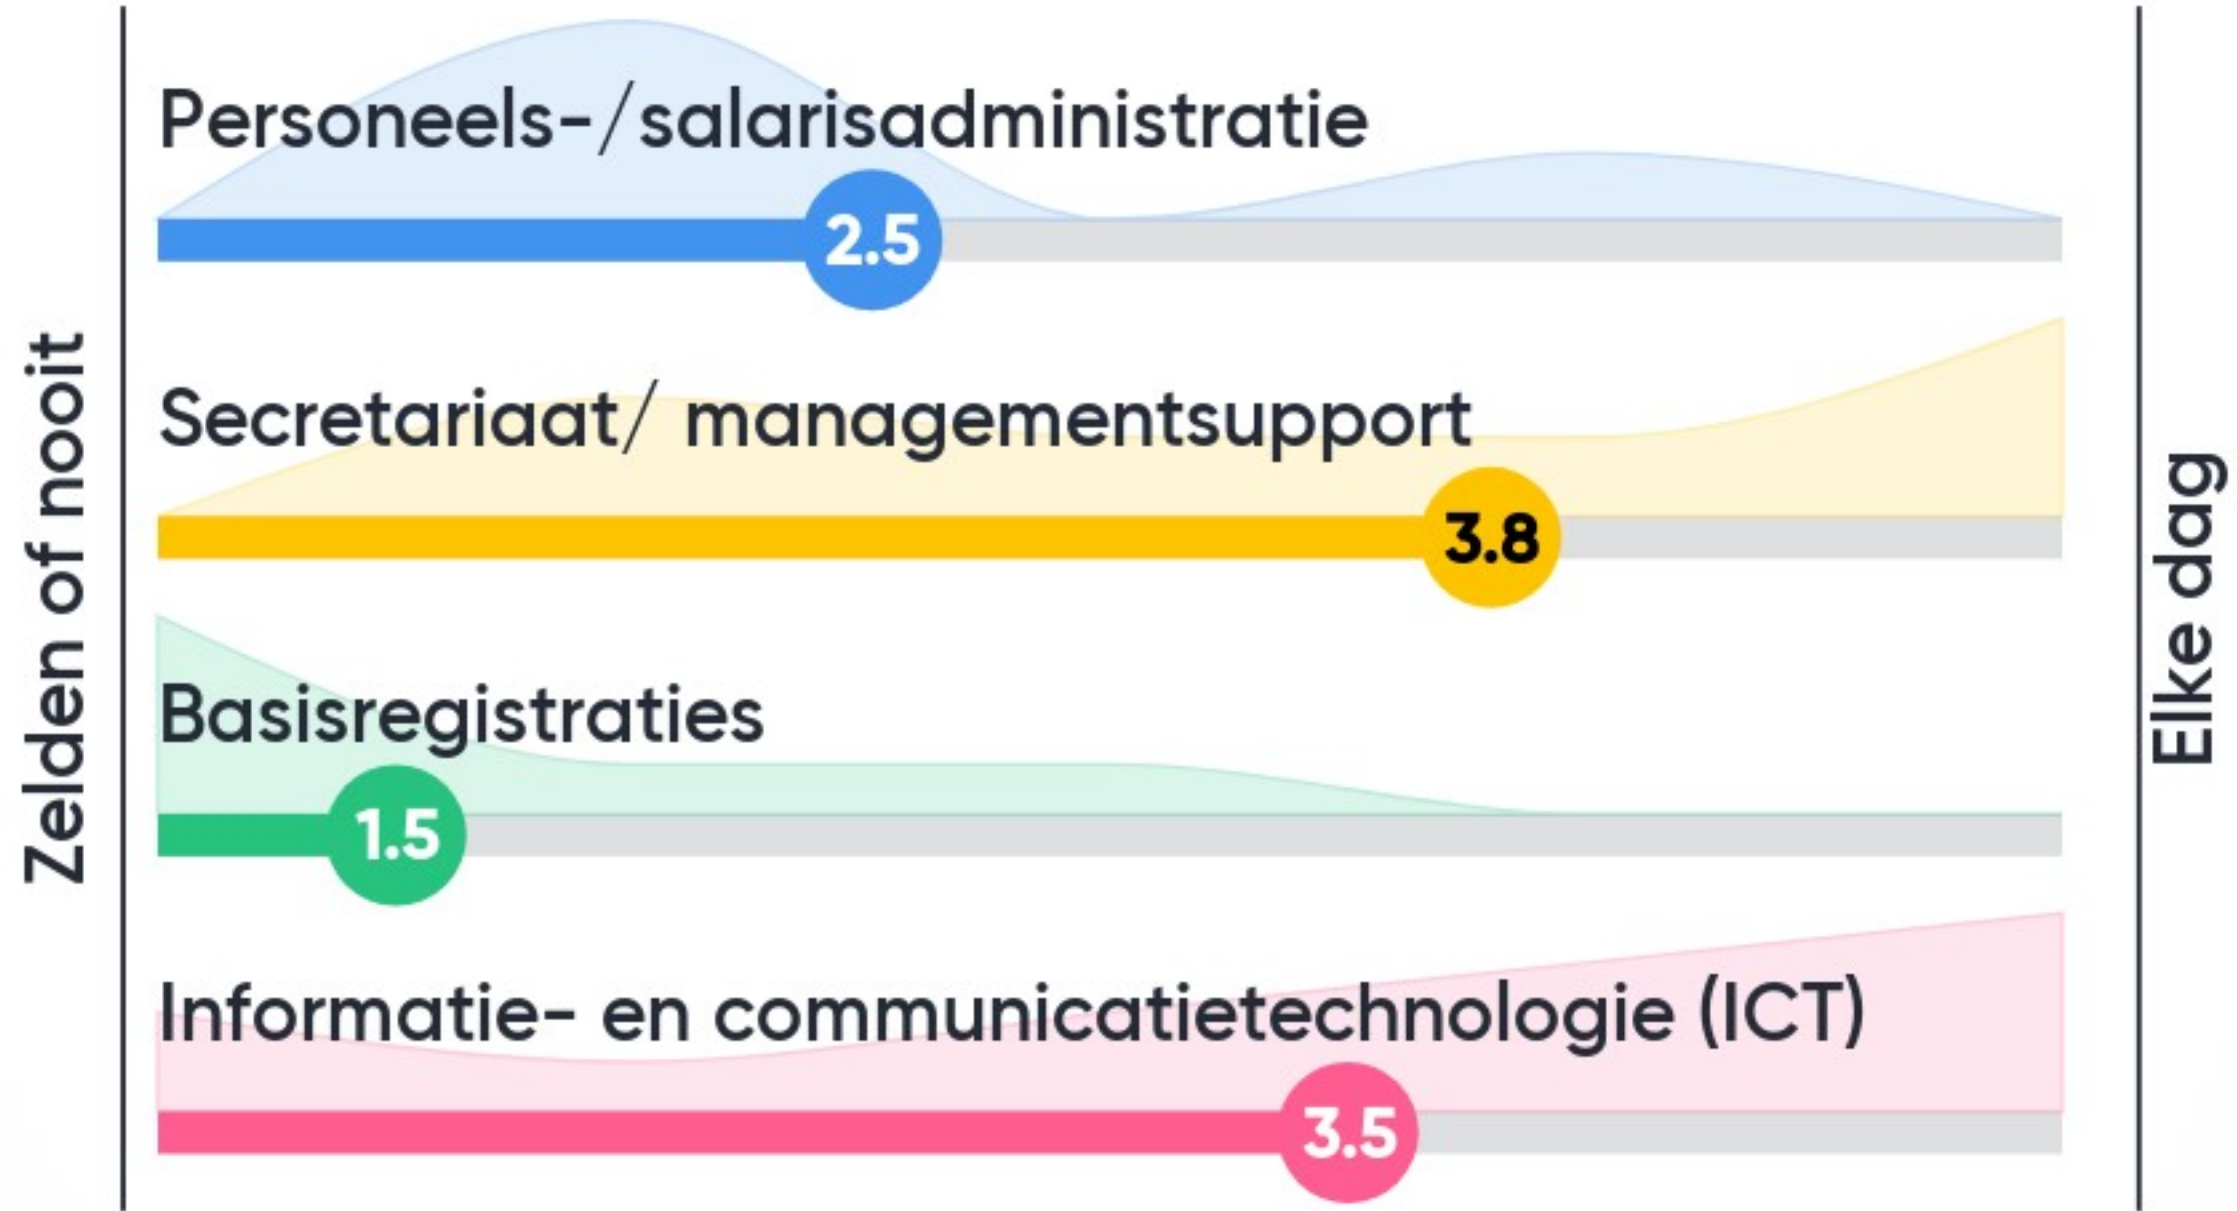 Zelden of nooit
Personeels-/salarisadministratie
2.5
Secretariaat/ managementsupport
3.8
Basisregistraties
1.5
Informatie- en communicatietechnologie (ICT)
3.5
Elke dag